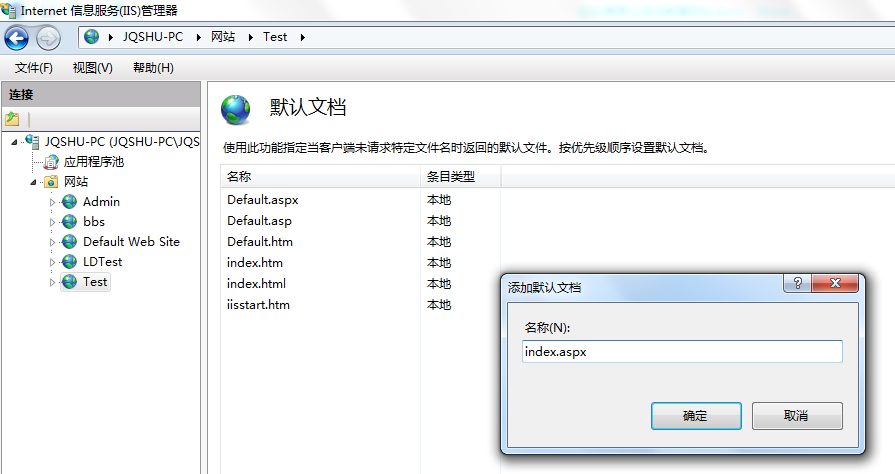 Internet 信息服务(IIS)管理器
JQSHU-PC 网站 Test
文件(F) 视图(V) 帮助(H)
连接
JQSHU-PC (JQSHU-PC\JQS
应用程序池
网站
Admin
bbs
Default Web Site
LDTest
Test
默认文档
使用此功能指定当客户端未请求特定文件名时返回的默认文件。按优先级顺序设置默认文档。
名称 条目类型
Default.aspx 本地
Default.asp 本地
Default.htm 本地
index.htm 本地
index.html 本地
iisstart.htm 本地
添加默认文档
名称(N):
index.aspx
确定 取消